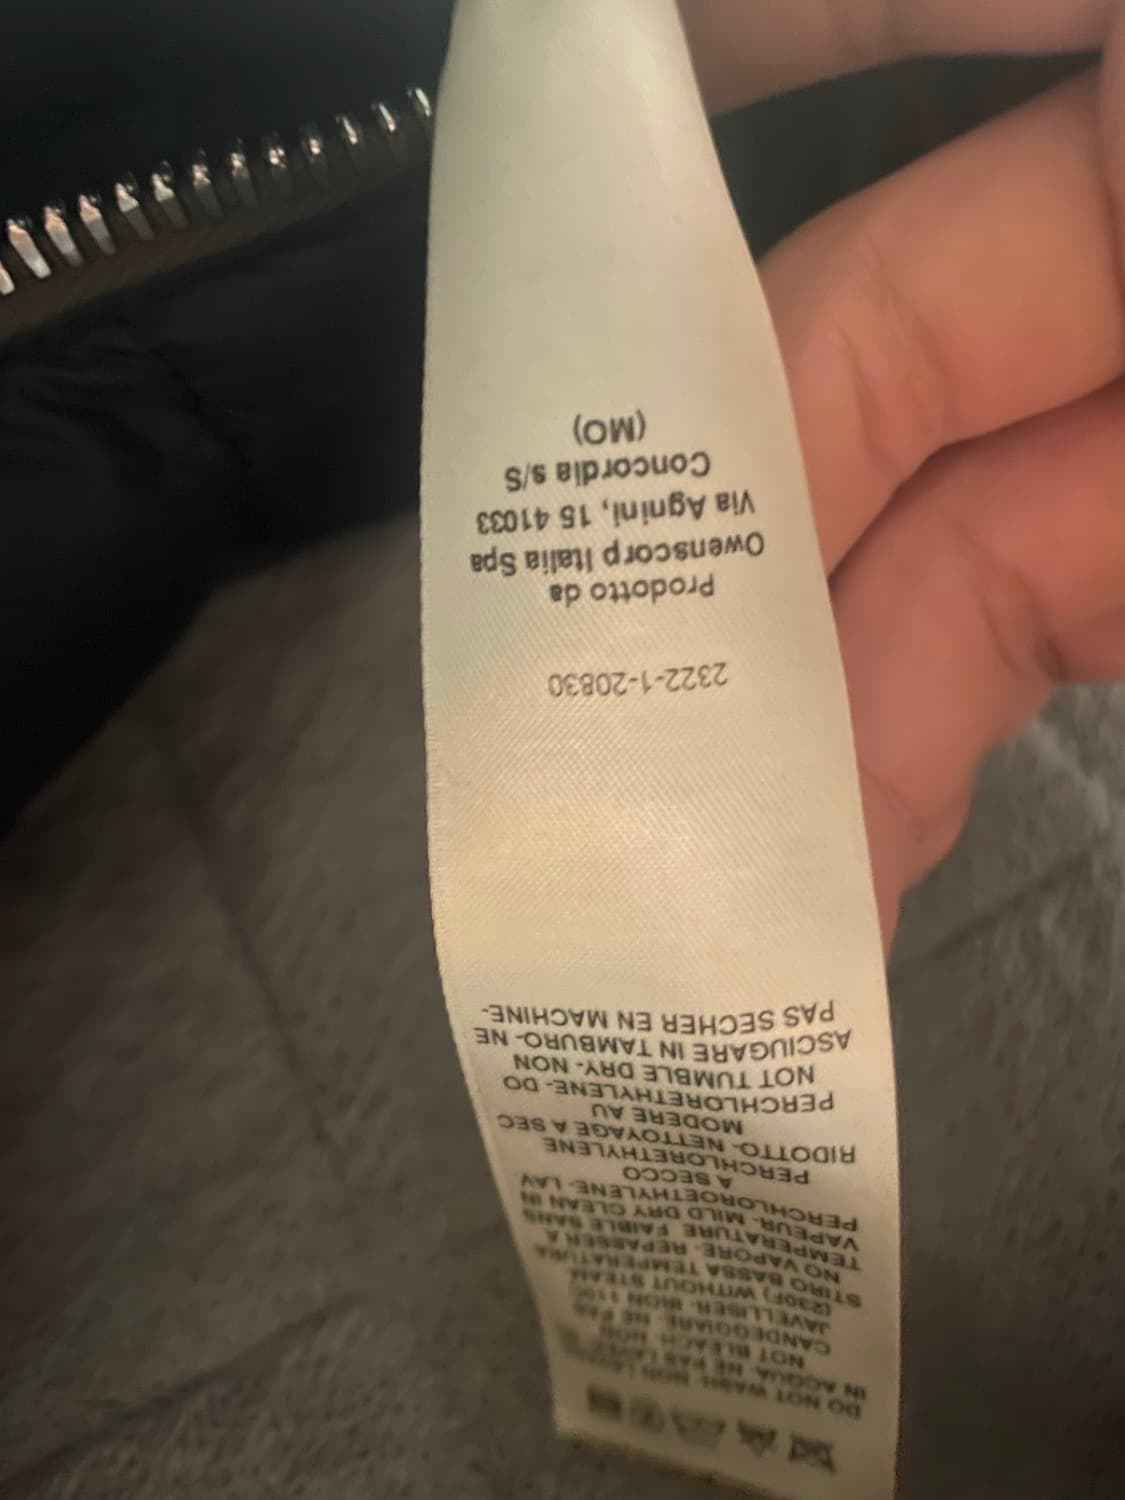 DO NOT WASH- NON LAVARE
IN ACQUA- NE PAS LAVER- DO
NOT BLEACH- NON
CANDEGGIARE- NE PAS
JAVELLISER- IRON 110C
(230F) WITHOUT STEAM-
STIRO BASSA TEMPERATURA
NO VAPORE- REPASSER A
TEMPERATURE FAIBLE SANS
VAPEUR- MILD DRY CLEAN IN
PERCHLOROETHYLENE- LAV
A SECCO
PERCHLORETHYLENE
RIDOTTO- NETTOYAGE A SEC
MODERE AU
PERCHLORETHYLENE- DO
NOT TUMBLE DRY- NON
ASCIUGARE IN TAMBURO- NE
PAS SECHER EN MACHINE-
2322-1-20830
Prodotto da
Owenscorp Italia Spa
Via Agnini, 15 41033
Concordia s/S
(MO)